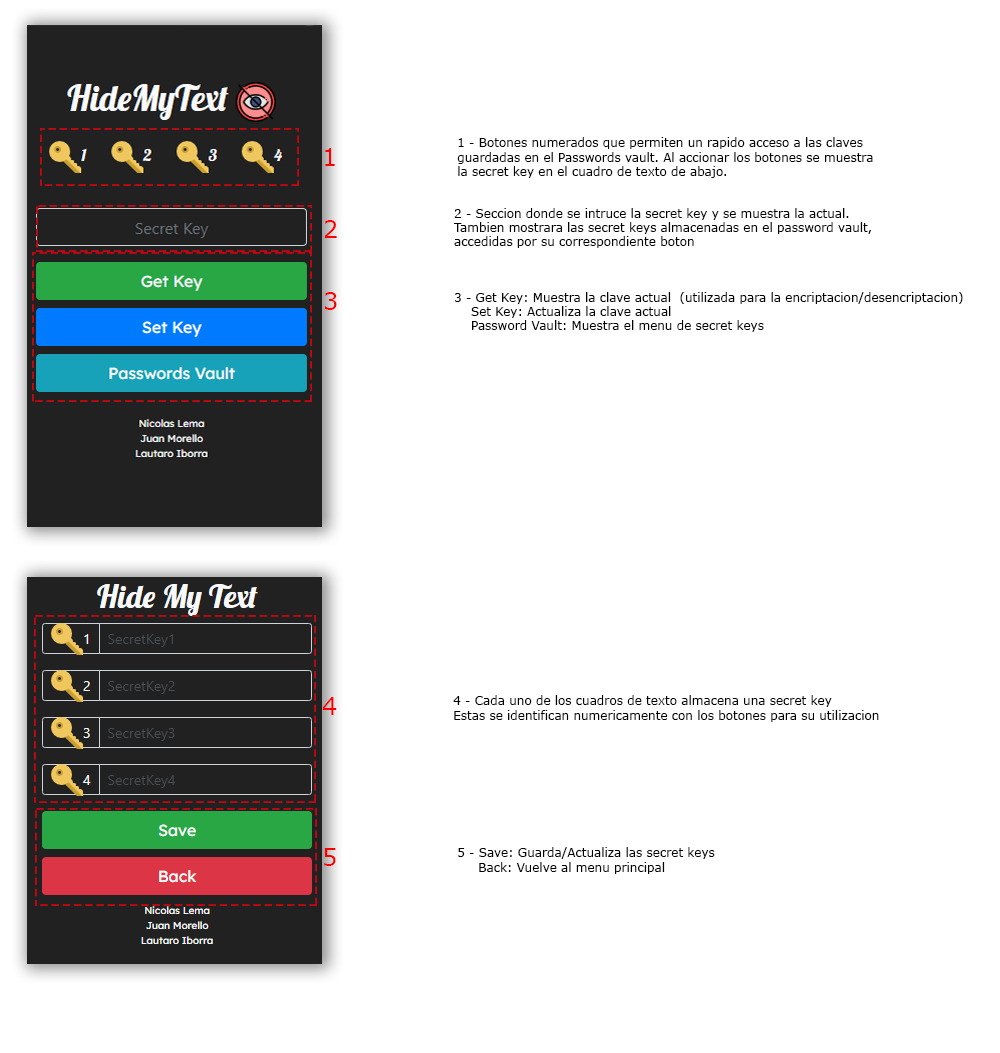 HideMyText
1 2 3 4
1
1 - Botones numerados que permiten un rapido acceso a las claves
guardadas en el Passwords vault. Al accionar los botones se muestra
la secret key en el cuadro de texto de abajo.
Secret Key
2
2 - Seccion donde se intruce la secret key y se muestra la actual.
Tambien mostrara las secret keys almacenadas en el password vault,
accedidas por su correspondiente boton
Get Key
Set Key
Passwords Vault
3
3 - Get Key: Muestra la clave actual (utilizada para la encriptacion/desencriptacion)
Set Key: Actualiza la clave actual
Password Vault: Muestra el menu de secret keys
Nicolas Lema
Juan Morello
Lautaro Iborra
Hide My Text
1 SecretKey1
2 SecretKey2
3 SecretKey3
4 SecretKey4
4
4 - Cada uno de los cuadros de texto almacena una secret key
Estas se identifican numericamente con los botones para su utilizacion
Save
Back
5
5 - Save: Guarda/Actualiza las secret keys
Back: Vuelve al menu principal
Nicolas Lema
Juan Morello
Lautaro Iborra